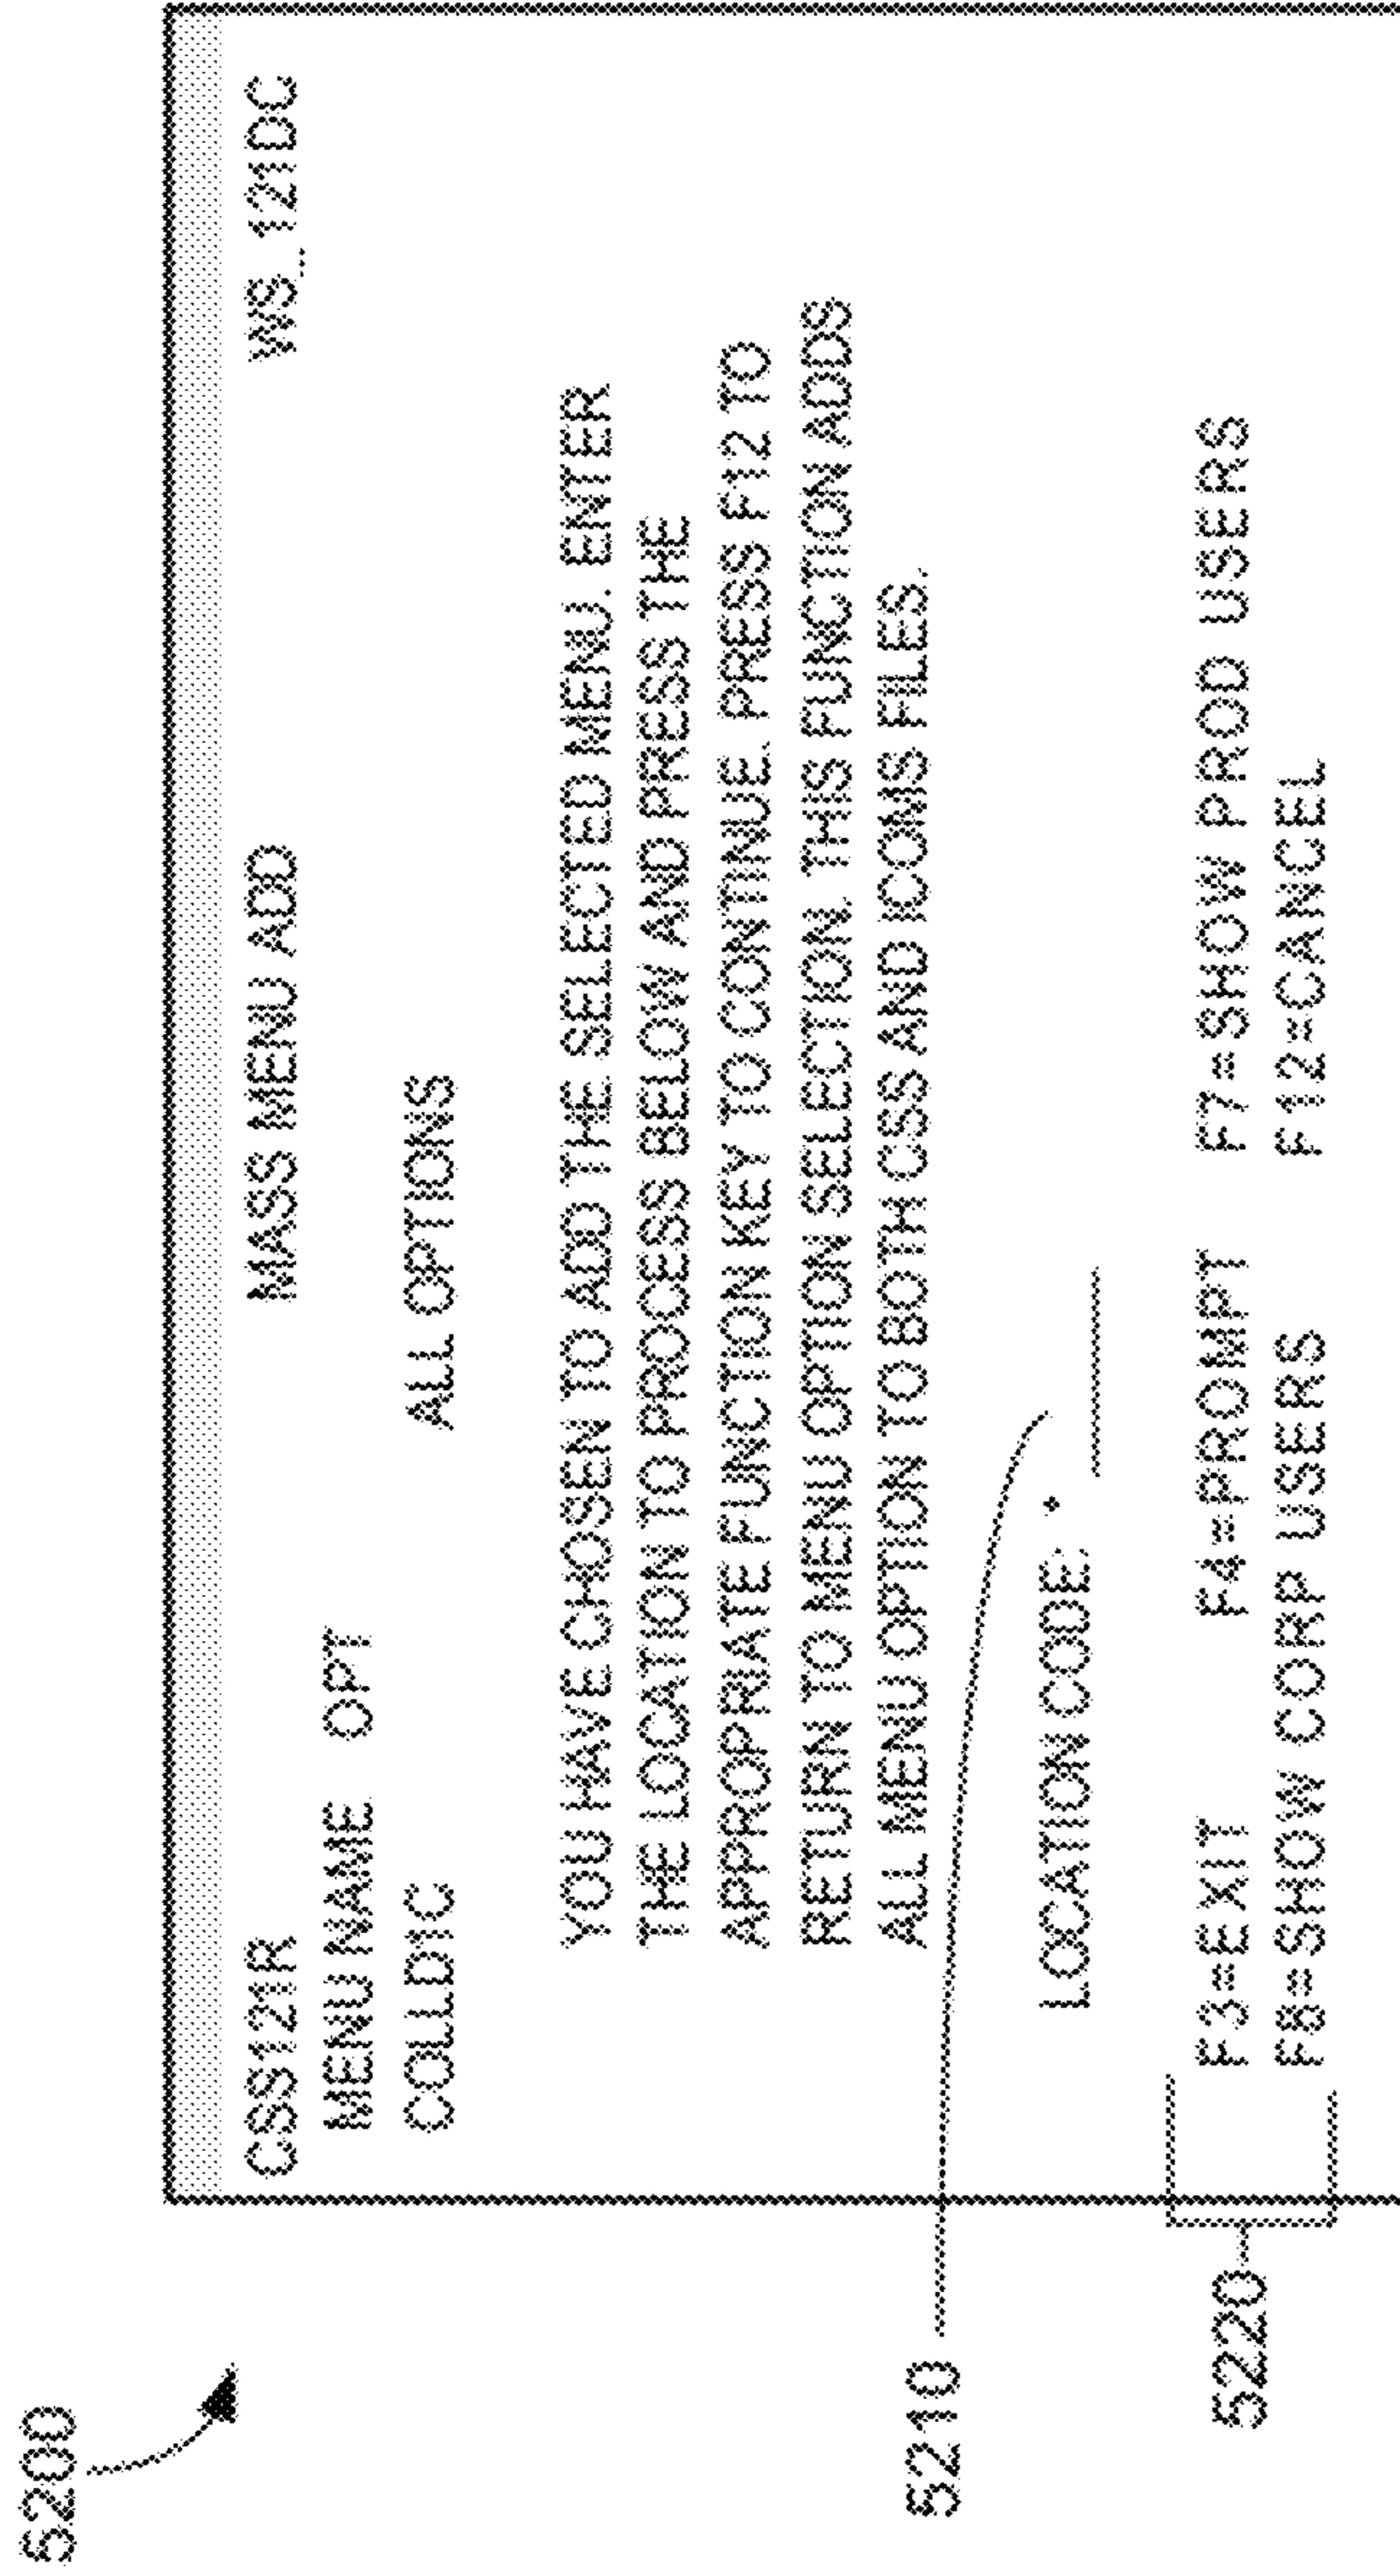 5200
CSS121R MASS MENU ADD WS_121DC
MENU NAME OPT
COLLD1C ALL OPTIONS
YOU HAVE CHOSEN TO ADD THE SELECTED MENU. ENTER
THE LOCATION TO PROCESS BELOW AND PRESS THE
APPROPRIATE FUNCTION KEY TO CONTINUE. PRESS F12 TO
RETURN TO MENU OPTION SELECTION. THIS FUNCTION ADDS
ALL MENU OPTION TO BOTH CSS AND ICOMS FILES.
5210
LOCATION CODE: .
5220
F3=EXIT F4=PROMPT F7=SHOW PROD USERS
F8=SHOW CORP USERS F12=CANCEL